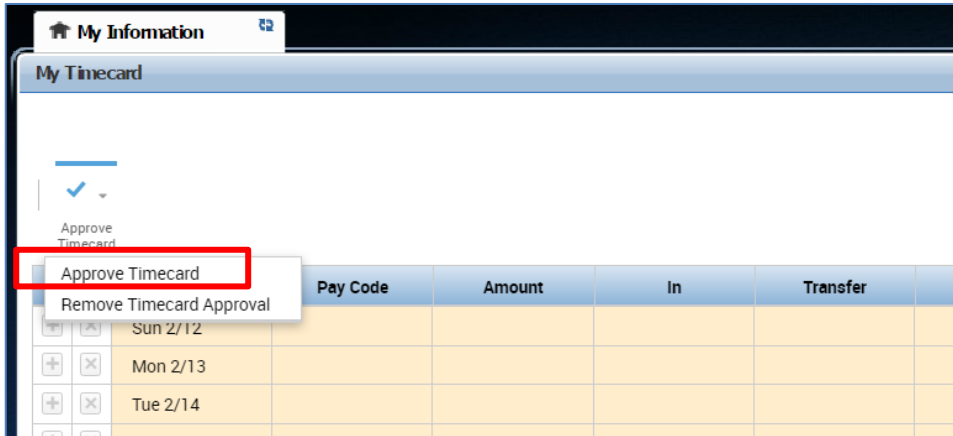 My Information
My Timecard
Approve
Timecard
Approve Timecard
Remove Timecard Approval
Pay Code Amount In Transfer
Sun 2/12
Mon 2/13
Tue 2/14